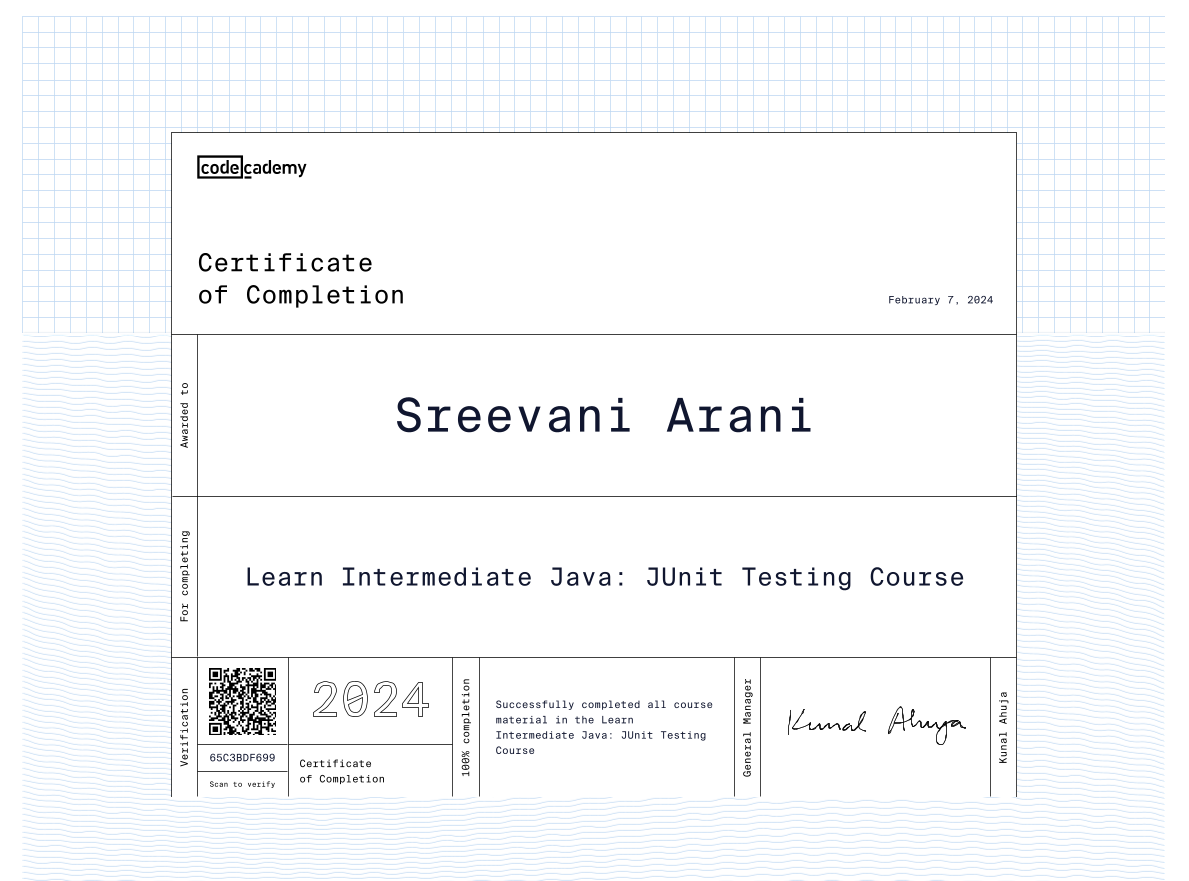 codecademy
Certificate
of Completion
February 7, 2024
Awarded to
Sreevani Arani
For completing
Learn Intermediate Java: JUnit Testing Course
Verification
65C3BDF699
Scan to verify
2024
Certificate
of Completion
100% completion
Successfully completed all course
material in the Learn
Intermediate Java: JUnit Testing
Course
General Manager
Kunal Ahuja
Kunal Ahuja